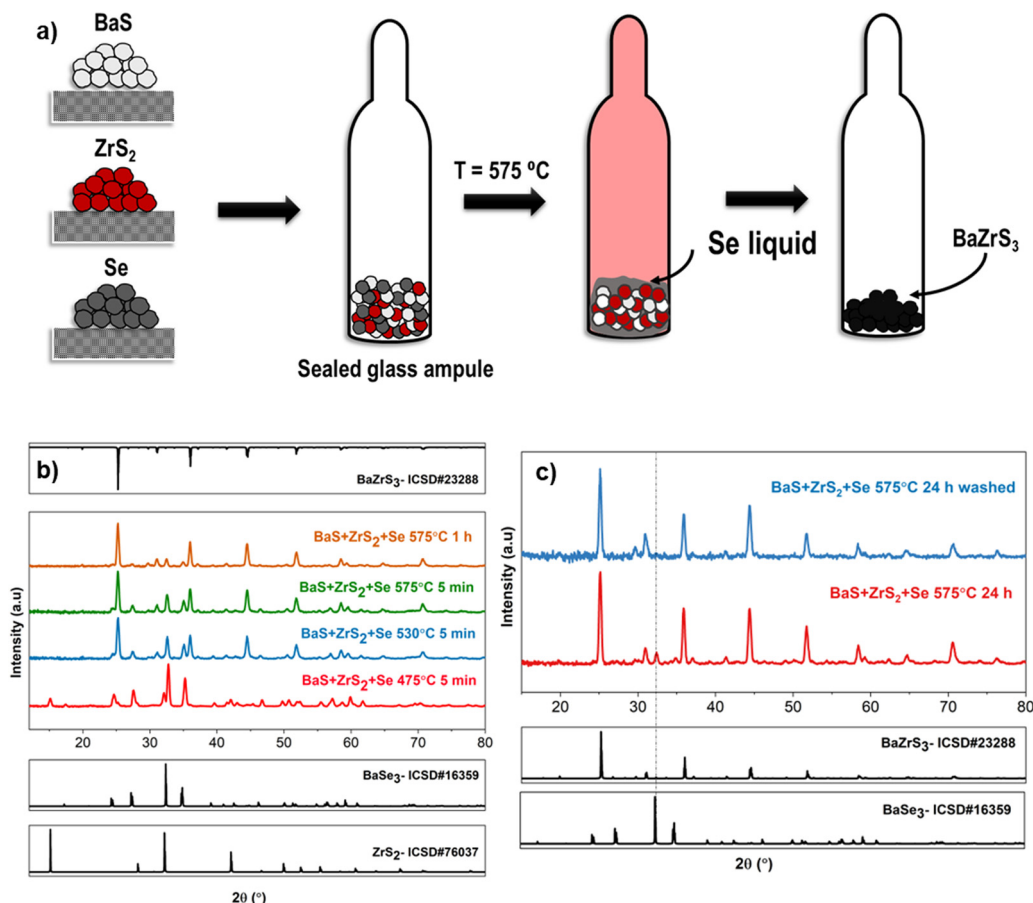 a)
BaS
ZrS₂
Se
T = 575 ºC
Sealed glass ampule
Se liquid
BaZrS₃
b)
BaZrS₃- ICSD#23288
BaS+ZrS₂+Se 575°C 1 h
BaS+ZrS₂+Se 575°C 5 min
BaS+ZrS₂+Se 530°C 5 min
BaS+ZrS₂+Se 475°C 5 min
Intensity (a.u)
20 30 40 50 60 70 80
BaSe₃- ICSD#16359
ZrS₂- ICSD#76037
2θ (°)
c)
BaS+ZrS₂+Se 575°C 24 h washed
BaS+ZrS₂+Se 575°C 24 h
Intensity (a.u)
20 30 40 50 60 70 80
BaZrS₃- ICSD#23288
BaSe₃- ICSD#16359
2θ (°)